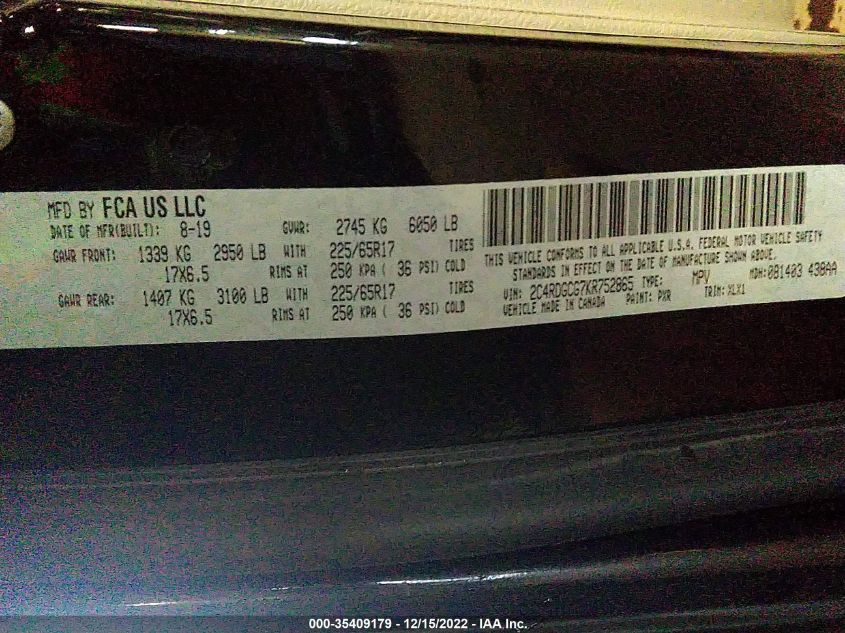 MFD BY FCA US LLC
DATE OF MFR(BUILT): 8-19 GVWR: 2745 KG 6050 LB
GAWR FRONT: 1339 KG 2950 LB WITH 225/65R17 TIRES
17X6.5 RIMS AT 250 KPA ( 36 PSI) COLD
GAWR REAR: 1407 KG 3100 LB WITH 225/65R17 TIRES
17X6.5 RIMS AT 250 KPA ( 36 PSI) COLD
THIS VEHICLE CONFORMS TO ALL APPLICABLE U.S.A. FEDERAL MOTOR VEHICLE SAFETY
STANDARDS IN EFFECT ON THE DATE OF MANUFACTURE SHOWN ABOVE.
MDH: 081403 438AA
VIN: 2C4RDGCG7KR752865 TYPE: MPV
VEHICLE MADE IN CANADA PAINT: PXR TRIM: XLX1
000-35409179 - 12/15/2022 - IAA Inc.